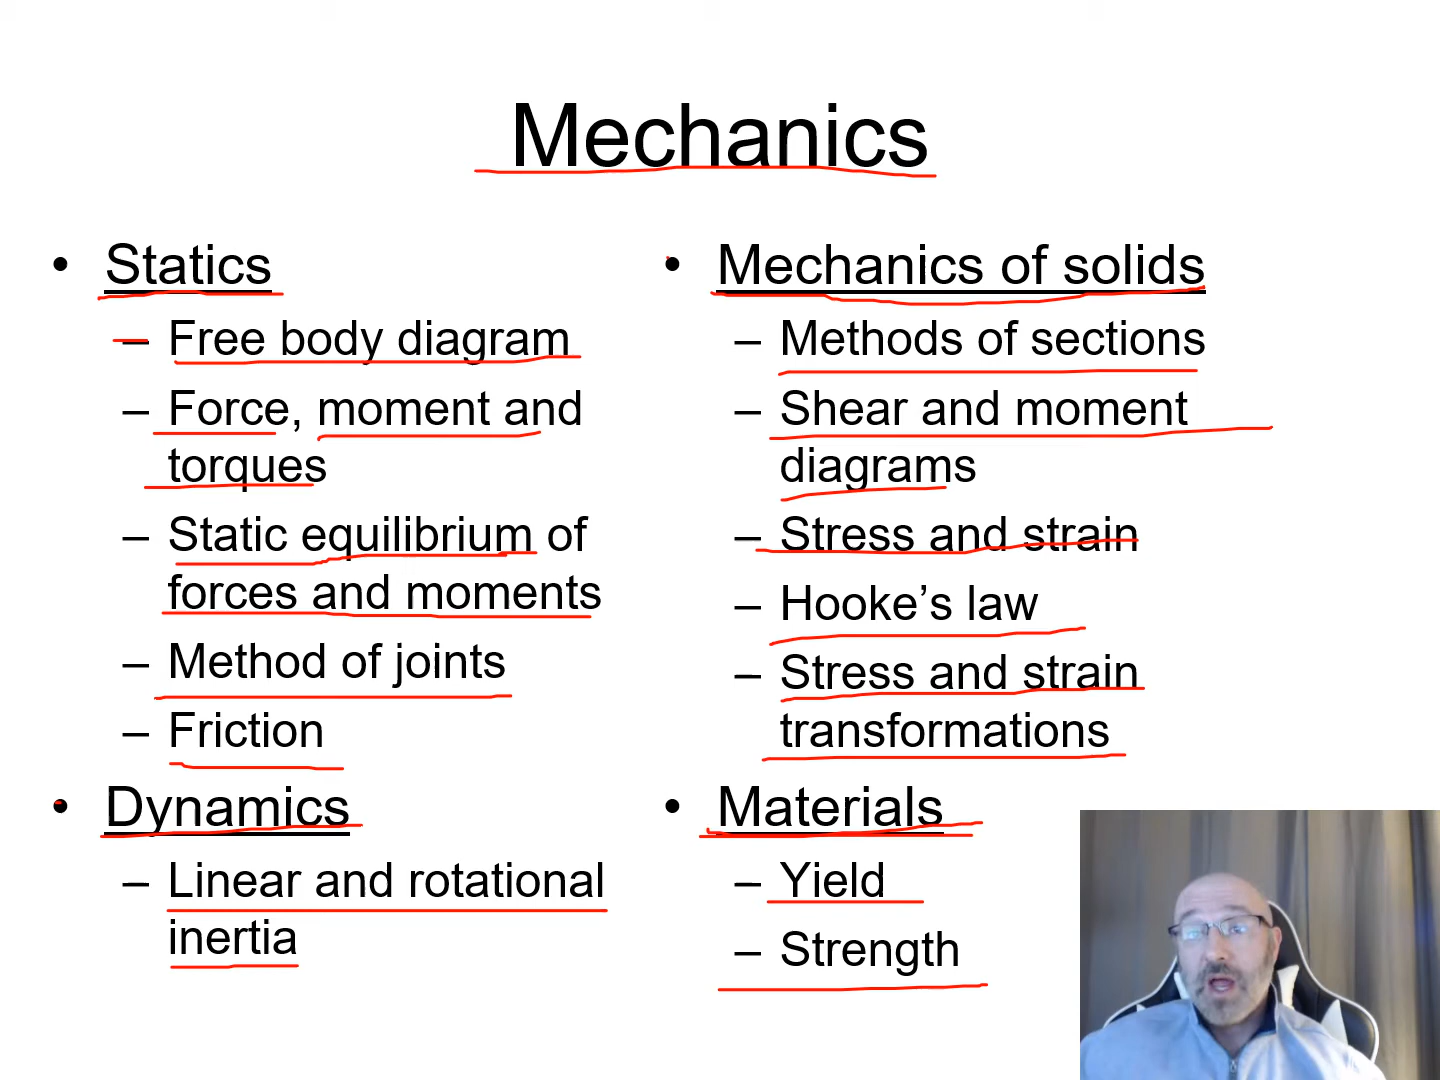 Mechanics
• Statics
– Free body diagram
– Force, moment and
torques
– Static equilibrium of
forces and moments
– Method of joints
– Friction
• Dynamics
– Linear and rotational
inertia
• Mechanics of solids
– Methods of sections
– Shear and moment
diagrams
– Stress and strain
– Hooke’s law
– Stress and strain
transformations
• Materials
– Yield
– Strength